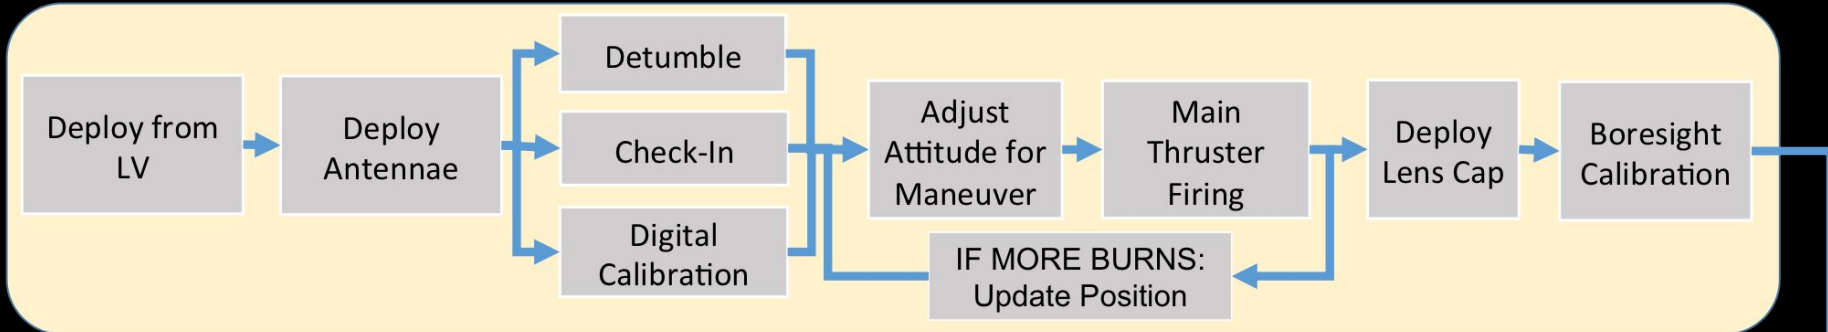 Deploy from
LV
Deploy
Antennae
Detumble
Check-In
Digital
Calibration
Adjust
Attitude for
Maneuver
Main
Thruster
Firing
IF MORE BURNS:
Update Position
Deploy
Lens Cap
Boresight
Calibration